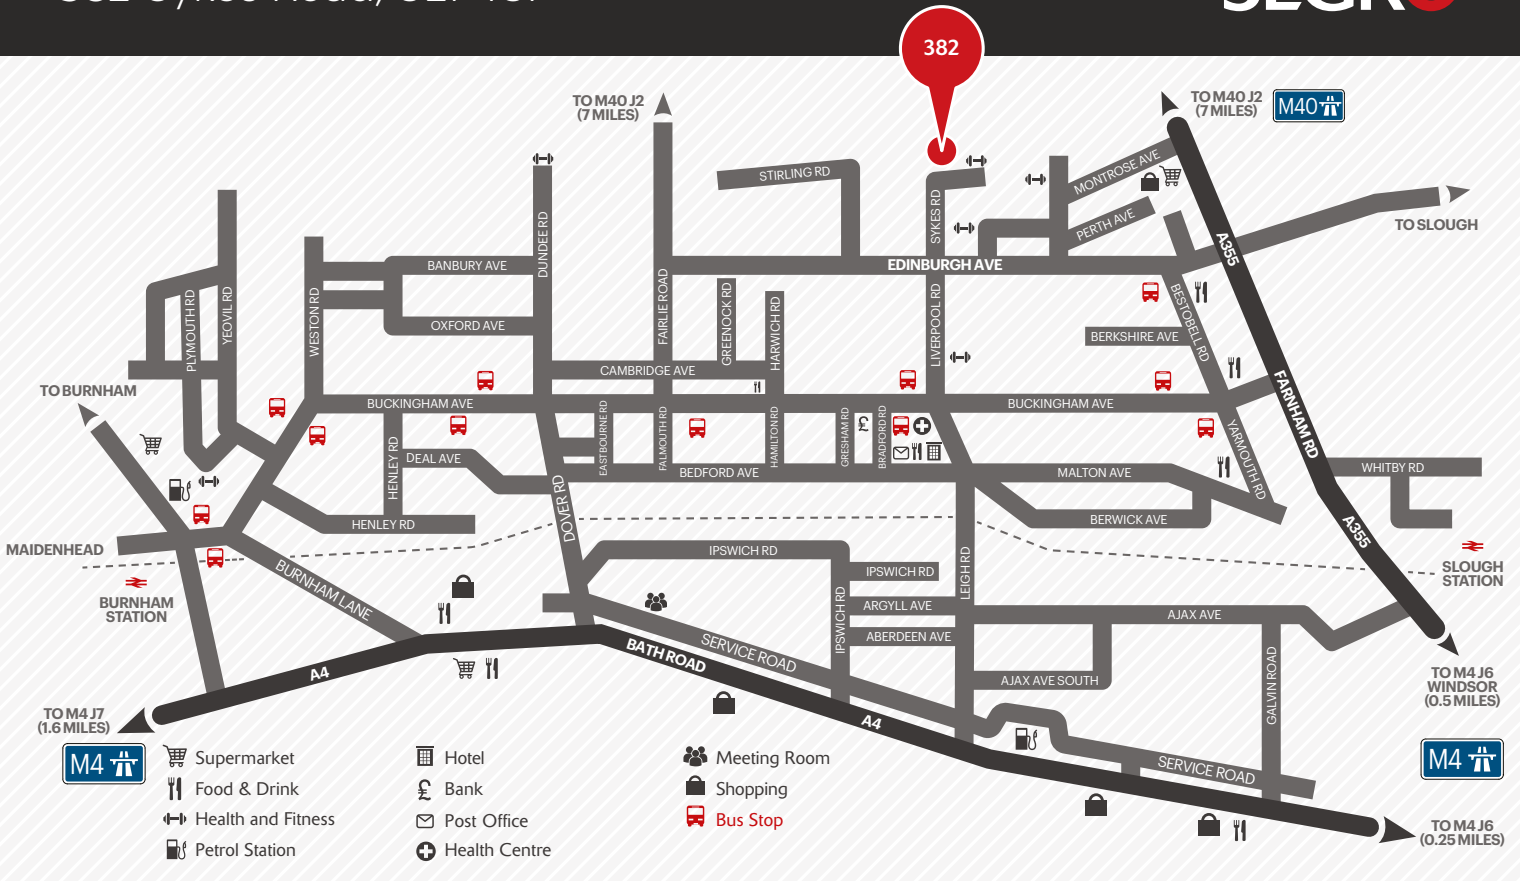 382
TO M40 J2
(7 MILES)
TO M40 J2
(7 MILES)
M40
STIRLING RD
MONTROSE AVE
SYKES RD
PERTH AVE
TO SLOUGH
A355
DUNDEE RD
BANBURY AVE
EDINBURGH AVE
PLYMOUTH RD
YEOVIL RD
WESTON RD
FAIRLIE ROAD
GREENOCK RD
HARWICH RD
LIVERPOOL RD
BESTOBELL RD
OXFORD AVE
BERKSHIRE AVE
CAMBRIDGE AVE
TO BURNHAM
BUCKINGHAM AVE
BUCKINGHAM AVE
FARNHAM RD
EASTBOURNE RD
FALMOUTH RD
HAMILTON RD
GRESHAM RD
BRADFORD RD
YARMOUTH RD
HENLEY RD
DEAL AVE
BEDFORD AVE
MALTON AVE
WHITBY RD
DOVER RD
HENLEY RD
BERWICK AVE
A355
MAIDENHEAD
IPSWICH RD
IPSWICH RD
LEIGH RD
SLOUGH
STATION
BURNHAM
STATION
BURNHAM LANE
IPSWICH RD
ARGYLL AVE
AJAX AVE
ABERDEEN AVE
SERVICE ROAD
BATH ROAD
A4
AJAX AVE SOUTH
GALVIN ROAD
TO M4 J6
WINDSOR
(0.5 MILES)
TO M4 J7
(1.6 MILES)
A4
M4
M4
SERVICE ROAD
TO M4 J6
(0.25 MILES)
Supermarket
Food & Drink
Health and Fitness
Petrol Station
Hotel
£ Bank
Post Office
Health Centre
Meeting Room
Shopping
Bus Stop